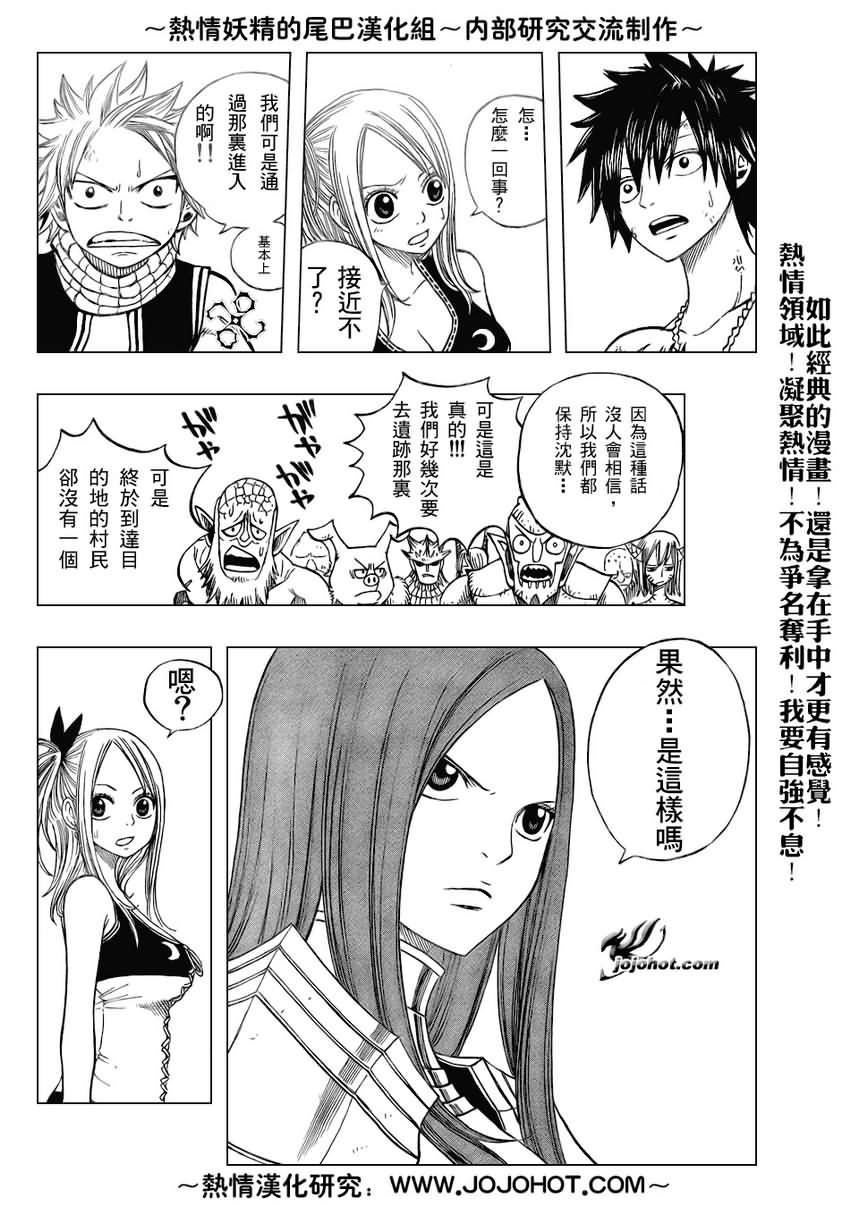 ～熱情妖精的尾巴漢化組～内部研究交流制作～
怎…
怎麼一回事？
接近不
了？
我們可是通
過那裏進入
的啊!!
基本上
因為這種話
沒人會相信，
所以我們都
保持沈默…
可是這是
真的!!!
我們好幾次要
去遺跡那裏
可是
終於到達目
的地的村民
卻沒有一個
果然…是這樣嗎
嗯？
如此經典的漫畫！還是拿在手中才更有感覺！
熱情領域！凝聚熱情！不為爭名奪利！我要自強不息！
jojohot.com
～熱情漢化研究：WWW.JOJOHOT.COM～